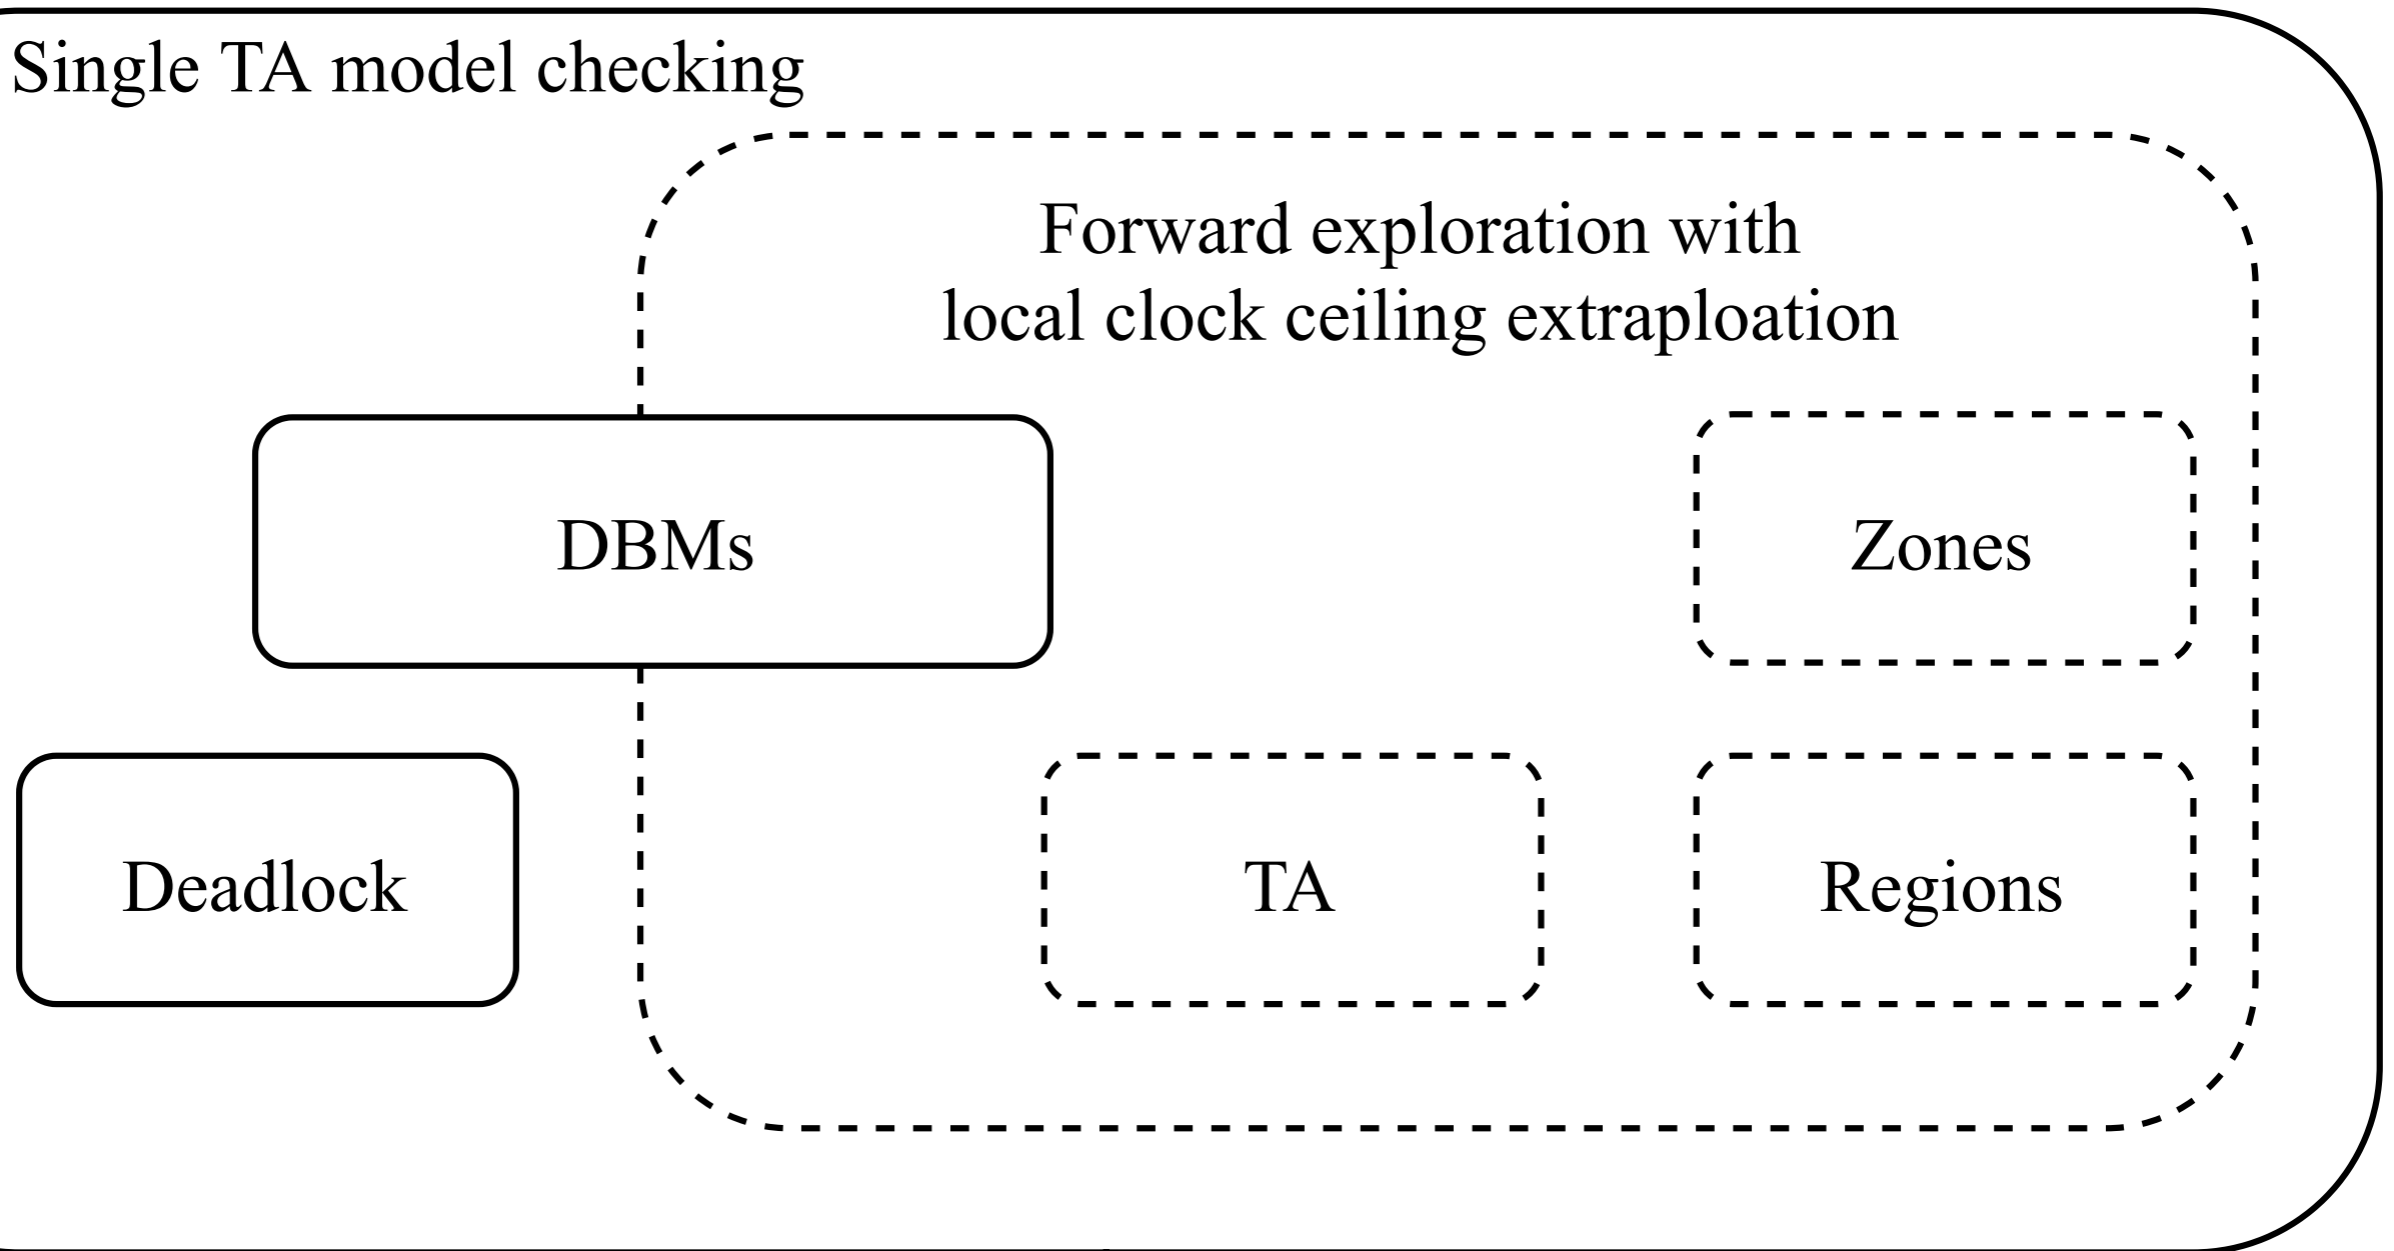 Single TA model checking
Forward exploration with
local clock ceiling extraploation
DBMs
Zones
Deadlock
TA
Regions